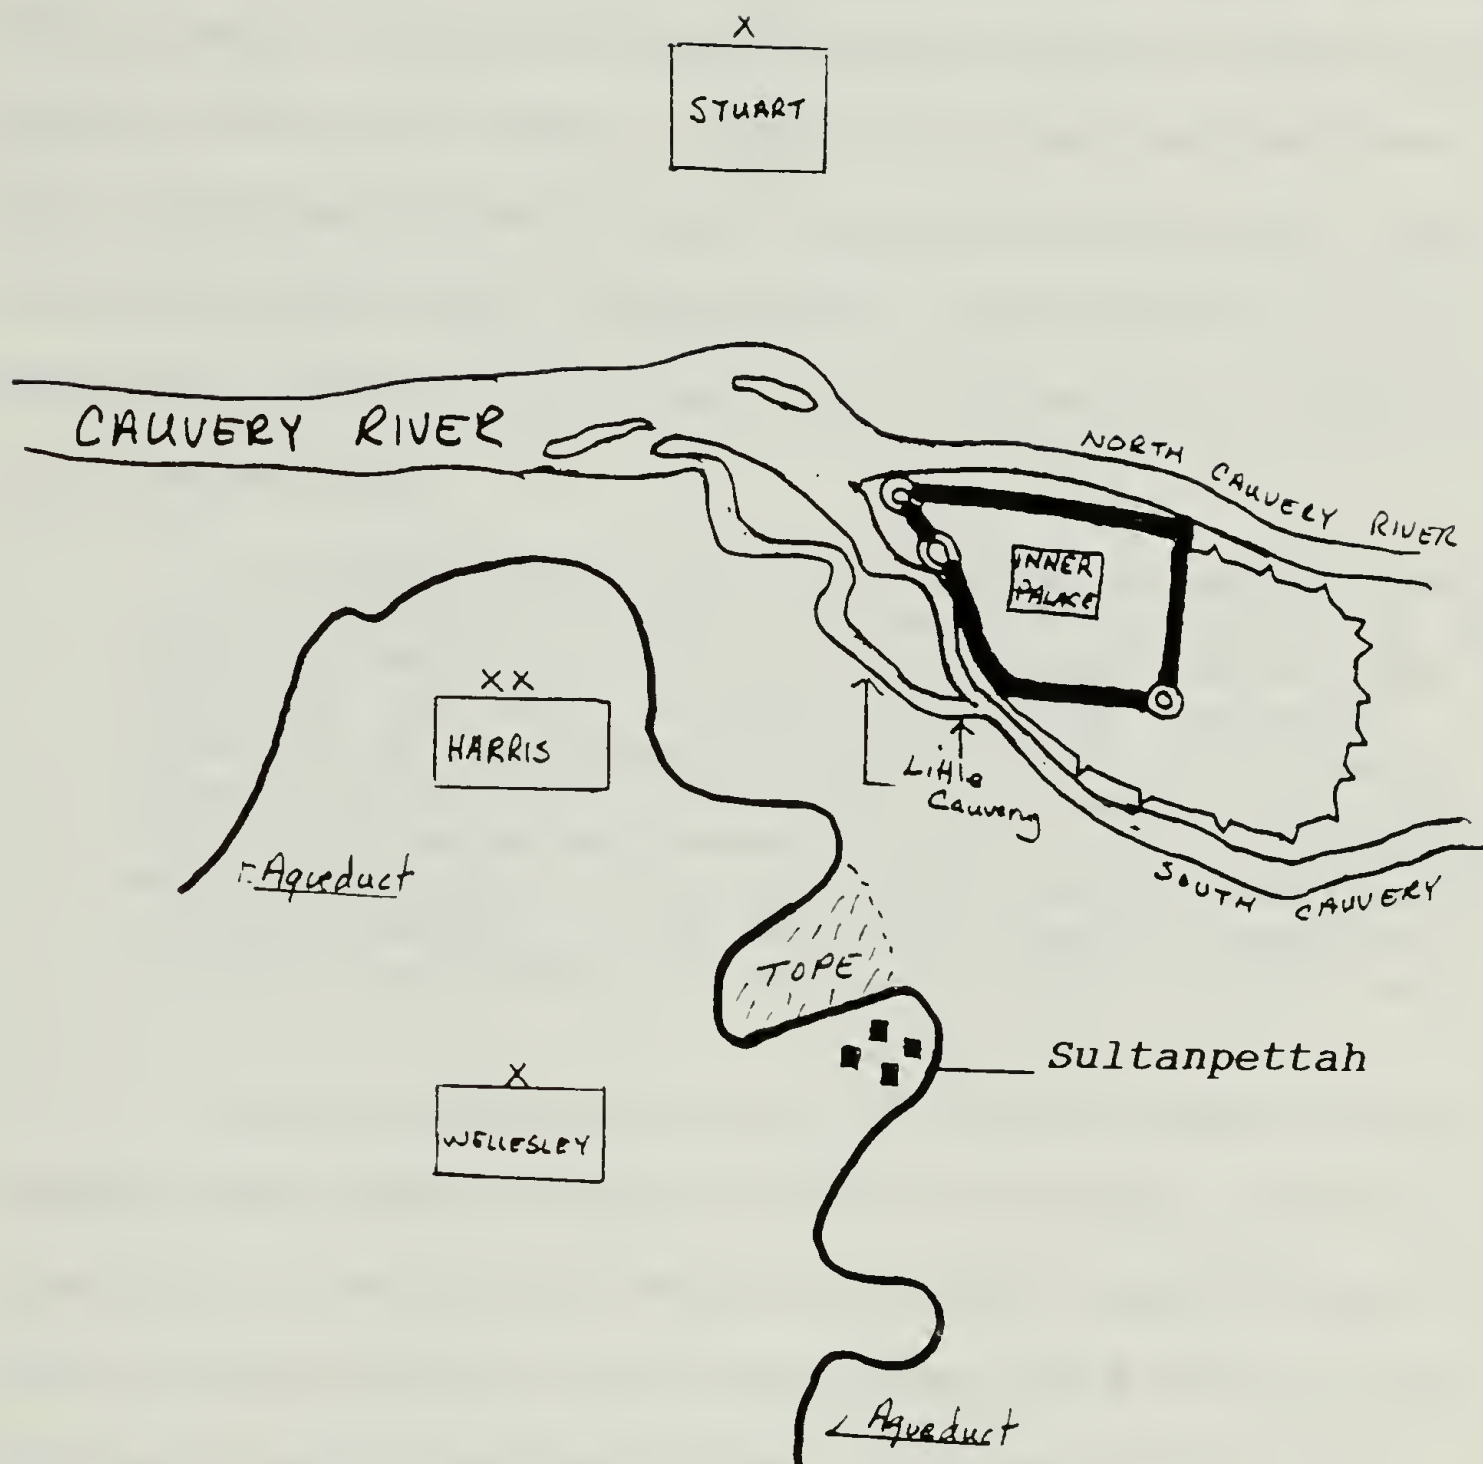 X
STUART
CAUVERY RIVER
NORTH CAUVERY RIVER
INNER
PALACE
XX
HARRIS
Little
Cauvery
Aqueduct
SOUTH CAUVERY
TOPE
Sultanpettah
X
WELLESLEY
Aqueduct